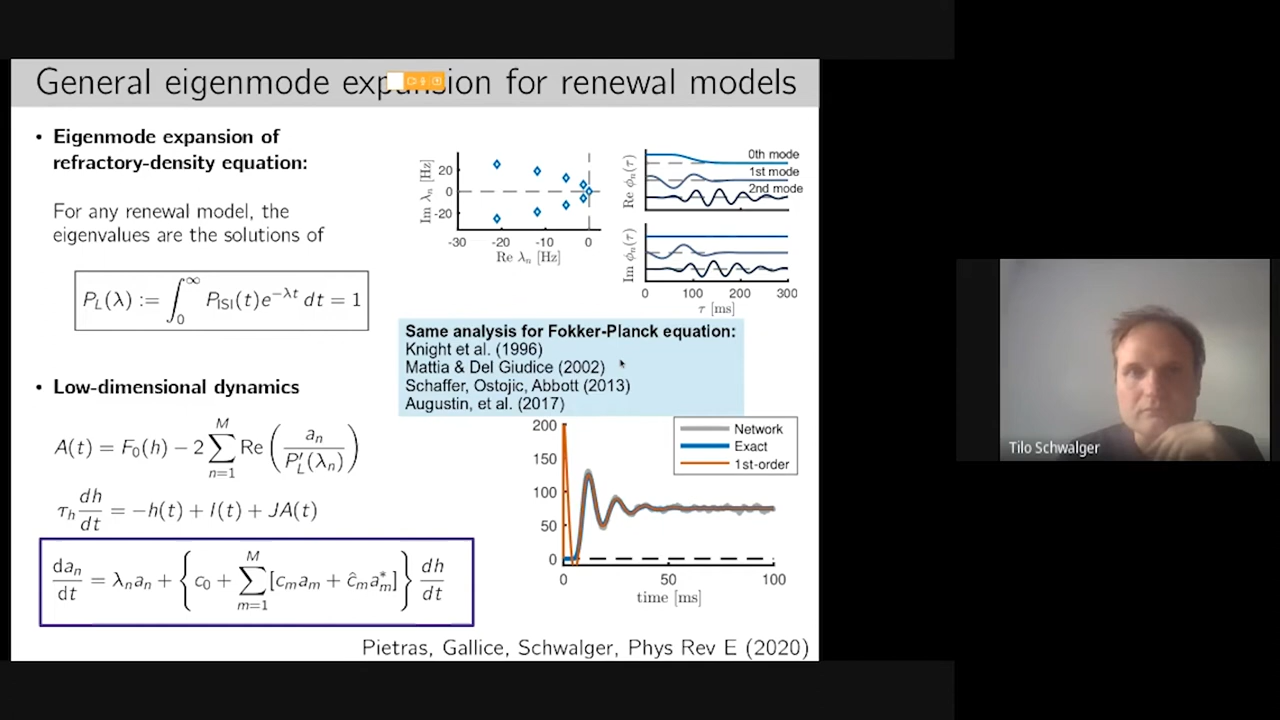 General eigenmode expansion for renewal models
• Eigenmode expansion of
refractory-density equation:
For any renewal model, the
eigenvalues are the solutions of
P_L(λ) := ∫_0^∞ P_ISI(t)e^{−λt} dt = 1
• Low-dimensional dynamics
A(t) = F_0(h) − 2 ∑_{n=1}^{M} Re ( a_n / P'_L(λ_n) )
τ_h dh/dt = −h(t) + I(t) + JA(t)
da_n/dt = λ_n a_n + { c_0 + ∑_{m=1}^{M} [c_m a_m + ĉ_m a*_m] } dh/dt
Im λ_n [Hz]
20
0
-20
-30 -20 -10 0
Re λ_n [Hz]
Re ϕ_n(τ)
0th mode
1st mode
2nd mode
Im ϕ_n(τ)
0 100 200 300
τ [ms]
Same analysis for Fokker-Planck equation:
Knight et al. (1996)
Mattia & Del Giudice (2002)
Schaffer, Ostojic, Abbott (2013)
Augustin, et al. (2017)
200
150
100
50
0
Network
Exact
1st-order
0 50 100
time [ms]
Pietras, Gallice, Schwalger, Phys Rev E (2020)
Tilo Schwalger